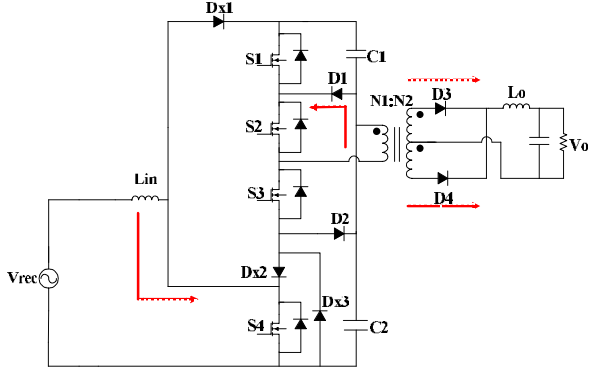 Dx1
S1
C1
D1
N1:N2
D3
Lo
S2
Vo
Lin
S3
D4
D2
Dx2
Vrec
Dx3
S4
C2